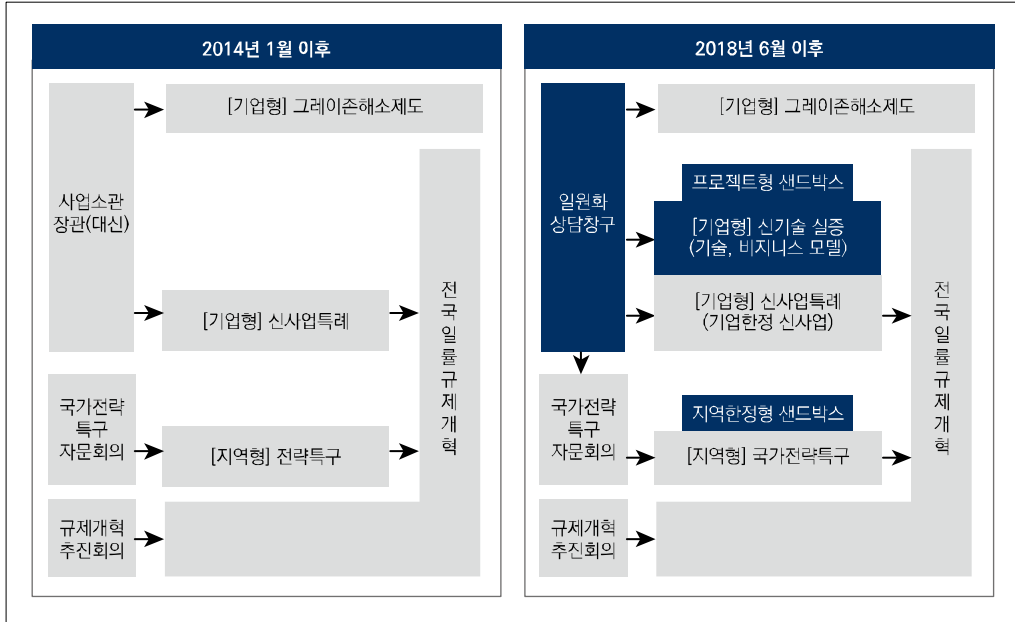 2014년 1월 이후
[기업형] 그레이존해소제도
사업소관
장관(대신)
[기업형] 신사업특례
전국일률규제개혁
국가전략
특구
자문회의
[지역형] 전략특구
규제개혁
추진회의
2018년 6월 이후
[기업형] 그레이존해소제도
일원화
상담창구
프로젝트형 샌드박스
[기업형] 신기술 실증
(기술, 비지니스 모델)
[기업형] 신사업특례
(기업한정 신사업)
전국일률규제개혁
국가전략
특구
자문회의
지역한정형 샌드박스
[지역형] 국가전략특구
규제개혁
추진회의